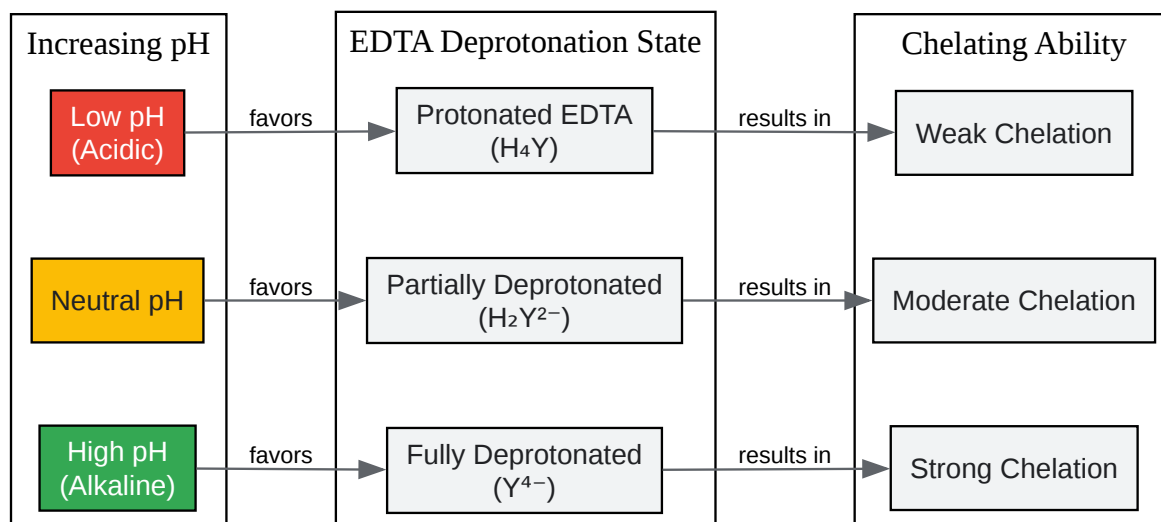 Increasing pH
EDTA Deprotonation State
Chelating Ability
Low pH
(Acidic)
favors
Protonated EDTA
(H₄Y)
results in
Weak Chelation
Neutral pH
favors
Partially Deprotonated
(H₂Y²⁻)
results in
Moderate Chelation
High pH
(Alkaline)
favors
Fully Deprotonated
(Y⁴⁻)
results in
Strong Chelation